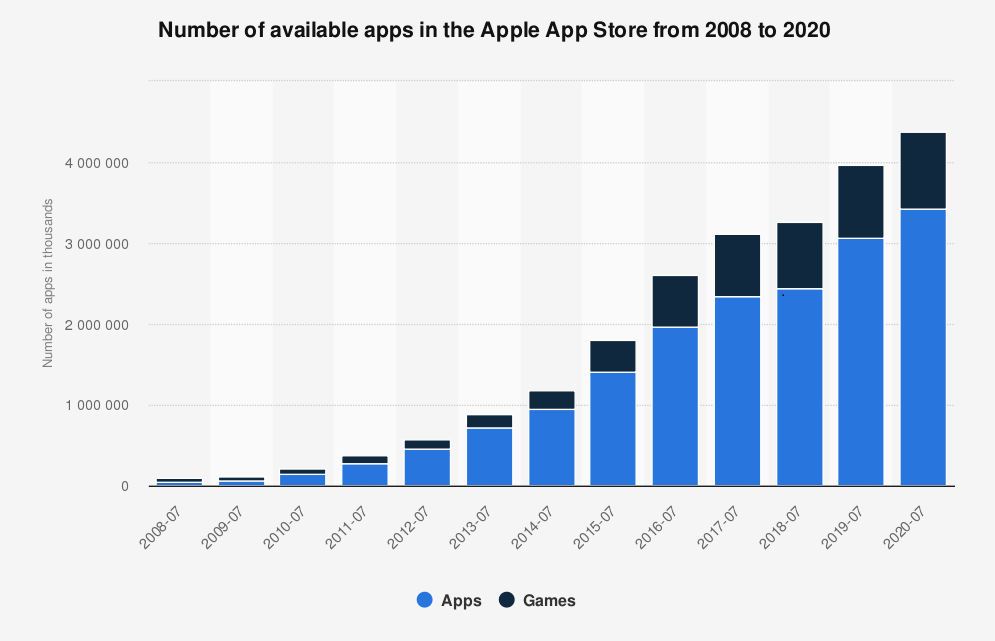 Number of available apps in the Apple App Store from 2008 to 2020
Number of apps in thousands
4 000 000
3 000 000
2 000 000
1 000 000
0
2008-07
2009-07
2010-07
2011-07
2012-07
2013-07
2014-07
2015-07
2016-07
2017-07
2018-07
2019-07
2020-07
Apps
Games